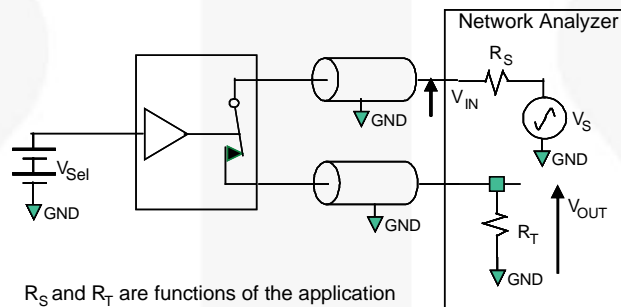 Network Analyzer
R_S
GND
V_IN
V_S
GND
V_Sel
GND
GND
V_OUT
R_T
GND
R_S and R_T are functions of the application